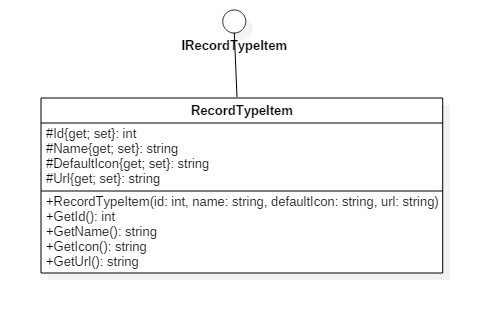 IRecordTypeItem
RecordTypeItem
#Id{get; set}: int
#Name{get; set}: string
#DefaultIcon{get; set}: string
#Url{get; set}: string
+RecordTypeItem(id: int, name: string, defaultIcon: string, url: string)
+GetId(): int
+GetName(): string
+GetIcon(): string
+GetUrl(): string